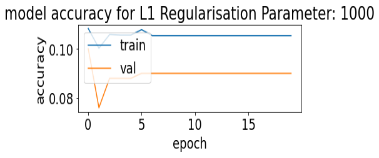 model accuracy for L1 Regularisation Parameter: 1000
accuracy
0.10
0.08
train
val
0
5
10
15
epoch